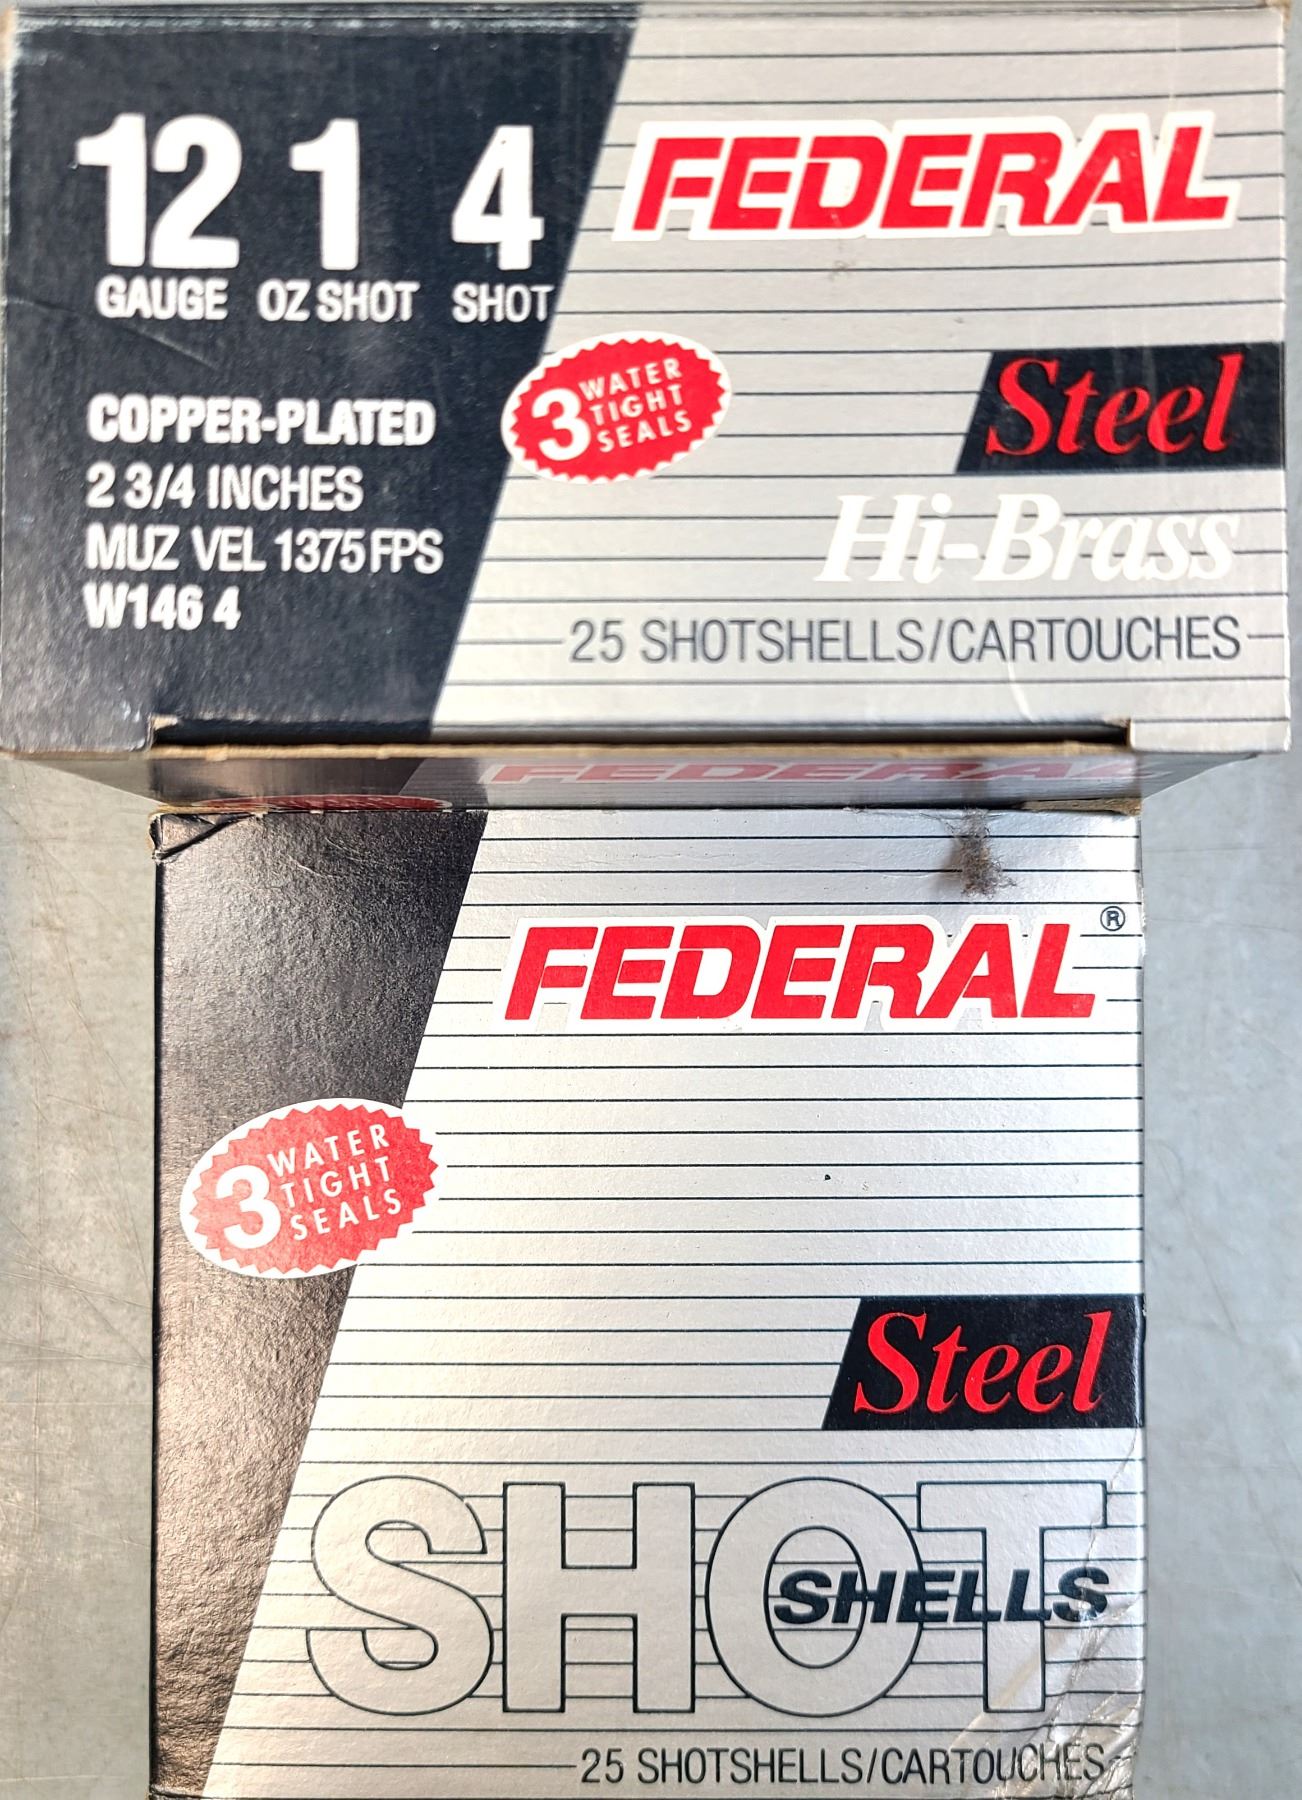 12 1 4
GAUGE OZ SHOT SHOT
COPPER-PLATED
2 3/4 INCHES
MUZ VEL 1375 FPS
W146 4
FEDERAL
3 WATER
TIGHT
SEALS
Steel
Hi-Brass
25 SHOTSHELLS/CARTOUCHES
FEDERAL
FEDERAL®
3 WATER
TIGHT
SEALS
Steel
SHOT
SHELLS
25 SHOTSHELLS/CARTOUCHES